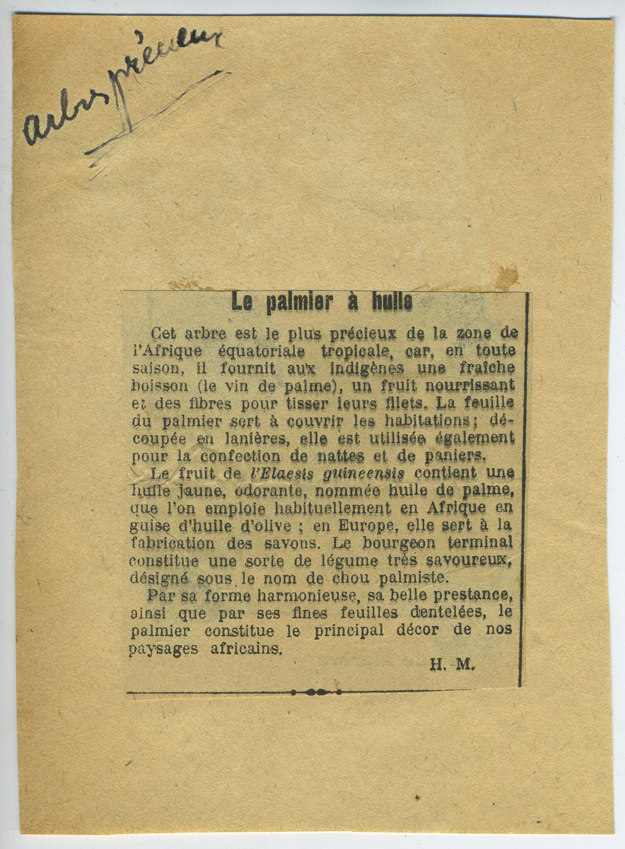 arbres précieux
Le palmier à huile
Cet arbre est le plus précieux de la zone de
l'Afrique équatoriale tropicale, car, en toute
saison, il fournit aux indigènes une fraîche
boisson (le vin de palme), un fruit nourrissant
et des fibres pour tisser leurs filets. La feuille
du palmier sert à couvrir les habitations; dé-
coupée en lanières, elle est utilisée également
pour la confection de nattes et de paniers.
Le fruit de l'Elaesis guineensis contient une
huile jaune, odorante, nommée huile de palme,
que l'on emploie habituellement en Afrique en
guise d'huile d'olive ; en Europe, elle sert à la
fabrication des savons. Le bourgeon terminal
constitue une sorte de légume très savoureux,
désigné sous le nom de chou palmiste.
Par sa forme harmonieuse, sa belle prestance,
ainsi que par ses fines feuilles dentelées, le
palmier constitue le principal décor de nos
paysages africains.
H. M.